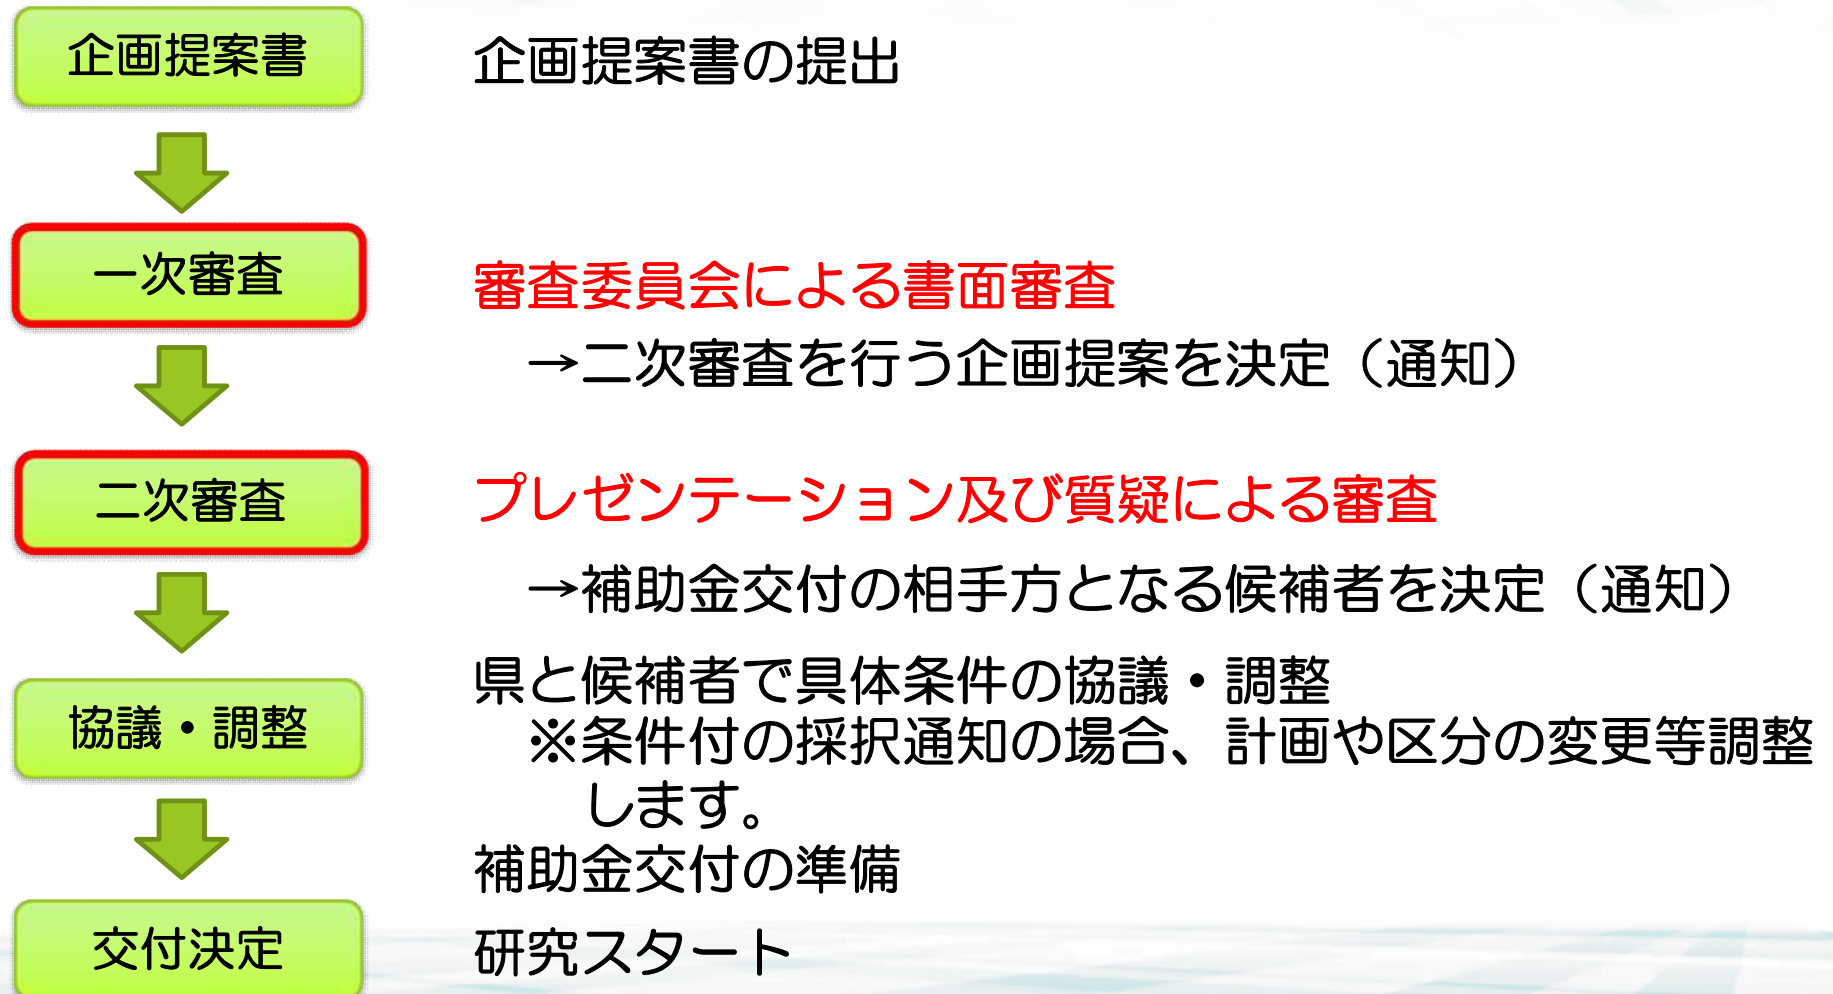 企画提案書
企画提案書の提出
一次審査
審査委員会による書面審査
→二次審査を行う企画提案を決定（通知）
二次審査
プレゼンテーション及び質疑による審査
→補助金交付の相手方となる候補者を決定（通知）
協議・調整
県と候補者で具体条件の協議・調整
※条件付の採択通知の場合、計画や区分の変更等調整
します。
補助金交付の準備
交付決定
研究スタート